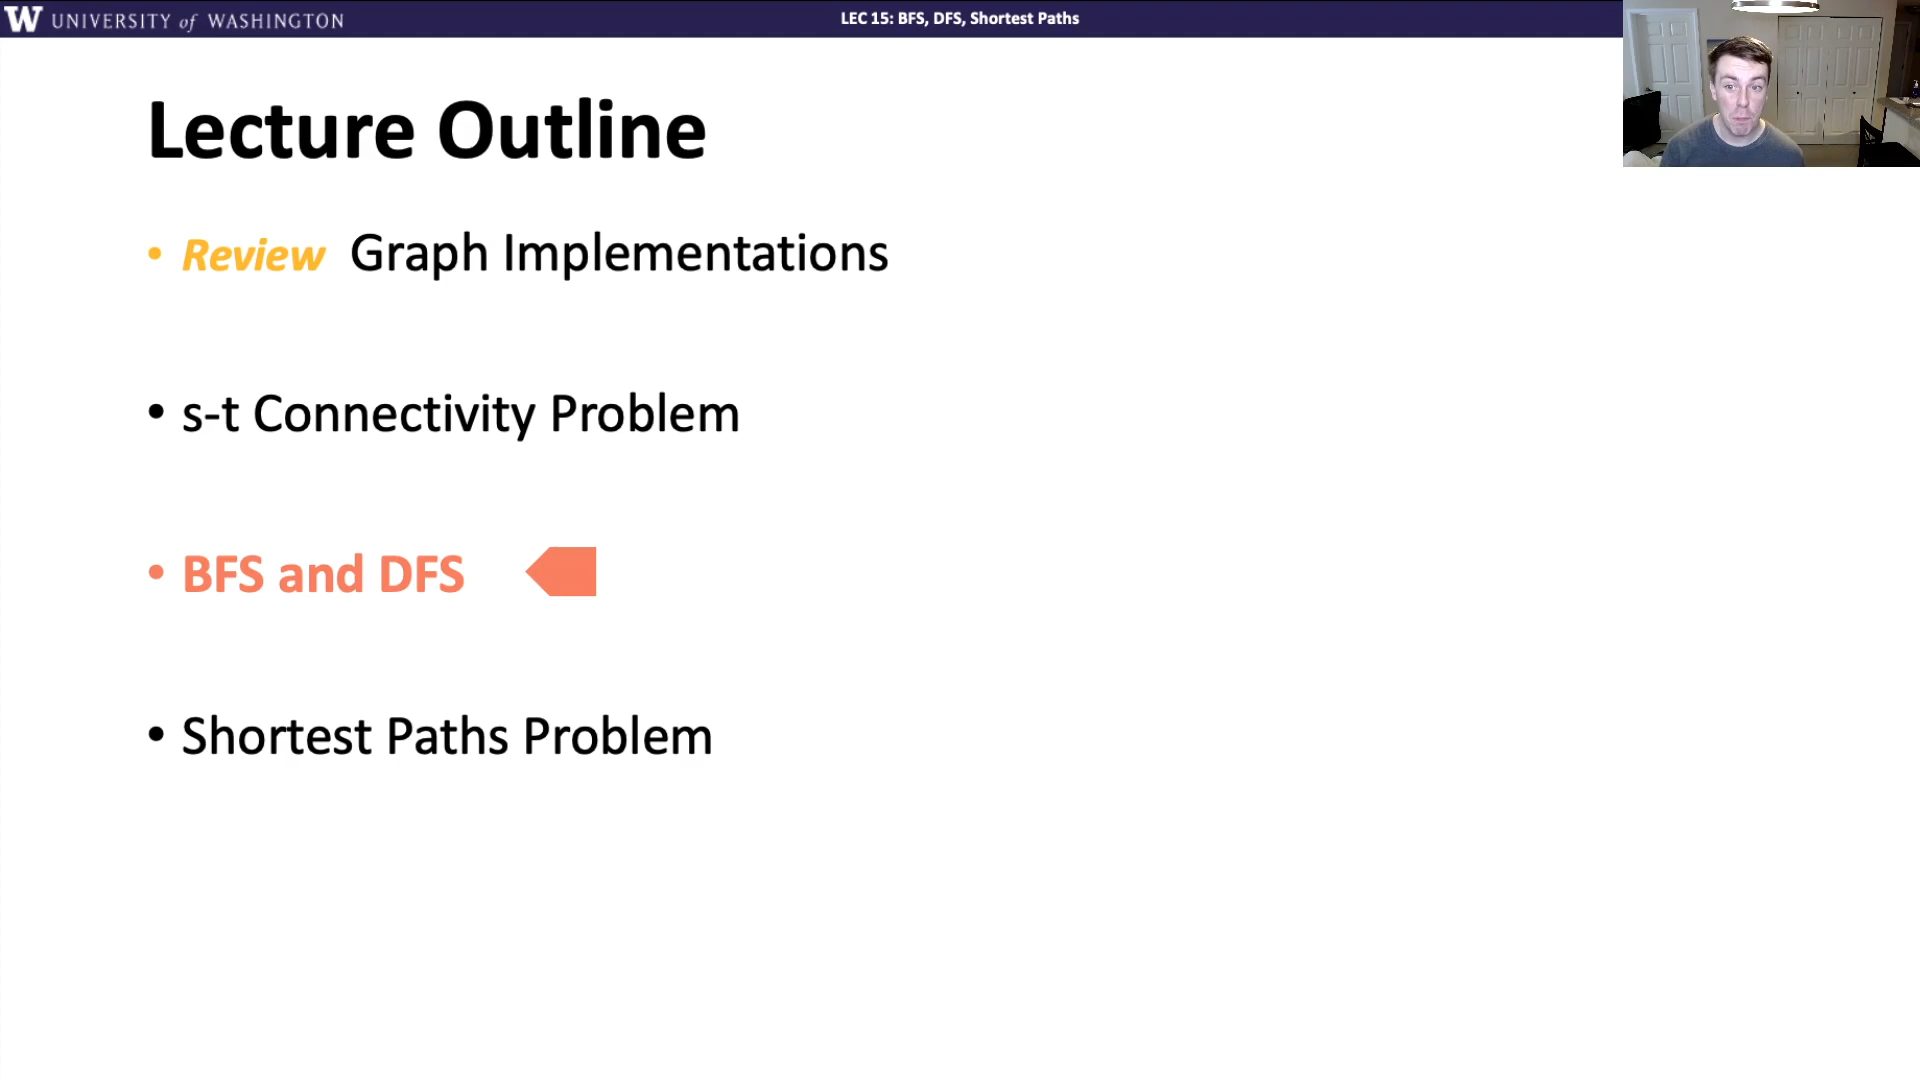 W UNIVERSITY of WASHINGTON
LEC 15: BFS, DFS, Shortest Paths
Lecture Outline
• Review Graph Implementations
• s-t Connectivity Problem
• BFS and DFS
• Shortest Paths Problem